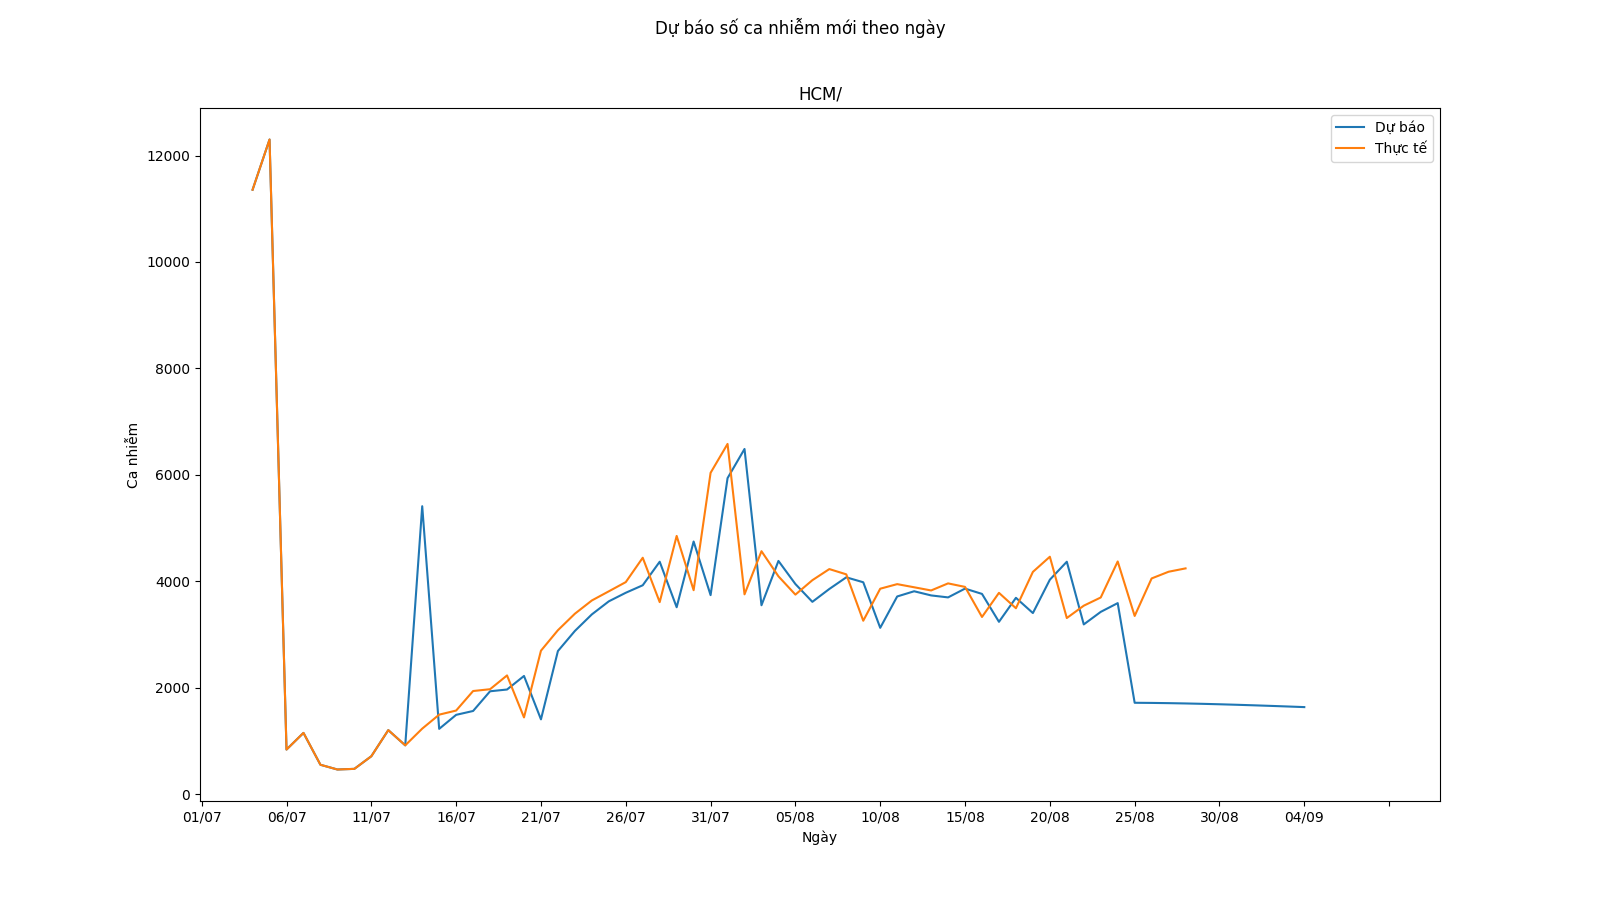 Dự báo số ca nhiễm mới theo ngày
HCM/
Dự báo
Thực tế
12000
10000
8000
6000
4000
2000
0
Ca nhiễm
01/07 06/07 11/07 16/07 21/07 26/07 31/07 05/08 10/08 15/08 20/08 25/08 30/08 04/09
Ngày